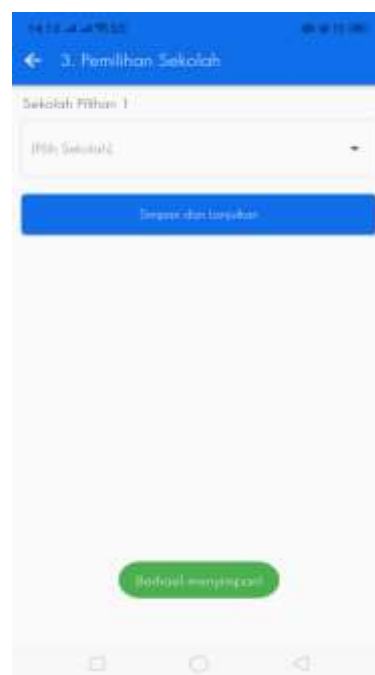 3. Pemilihan Sekolah
Sekolah Pilihan 1
(Pilih Sekolah)
Simpan dan Lanjutkan
Berhasil menyimpan!